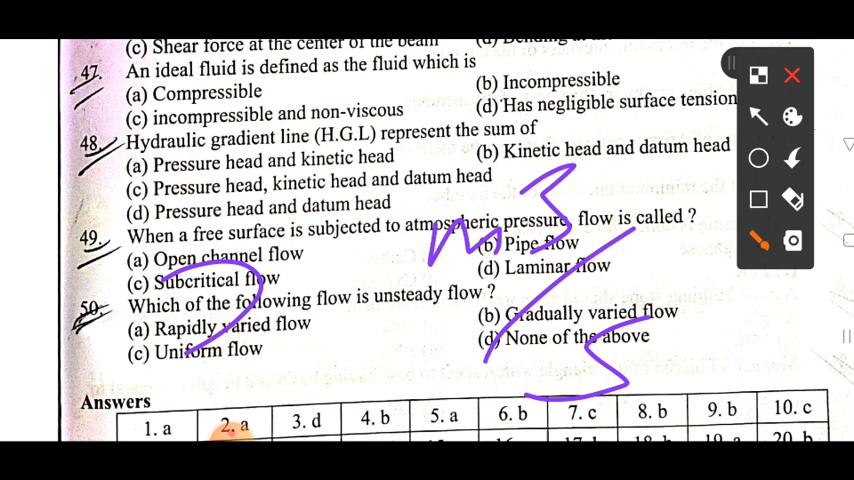 (c) Shear force at the center of the beam
47. An ideal fluid is defined as the fluid which is
(a) Compressible (b) Incompressible
(c) incompressible and non-viscous (d) Has negligible surface tension
48. Hydraulic gradient line (H.G.L) represent the sum of
(a) Pressure head and kinetic head (b) Kinetic head and datum head
(c) Pressure head, kinetic head and datum head
(d) Pressure head and datum head
49. When a free surface is subjected to atmospheric pressure, flow is called ?
(a) Open channel flow (b) Pipe flow
(c) Subcritical flow (d) Laminar flow
50. Which of the following flow is unsteady flow ?
(a) Rapidly varied flow (b) Gradually varied flow
(c) Uniform flow (d) None of the above
Answers
1. a 2. a 3. d 4. b 5. a 6. b 7. c 8. b 9. b 10. c
20. b